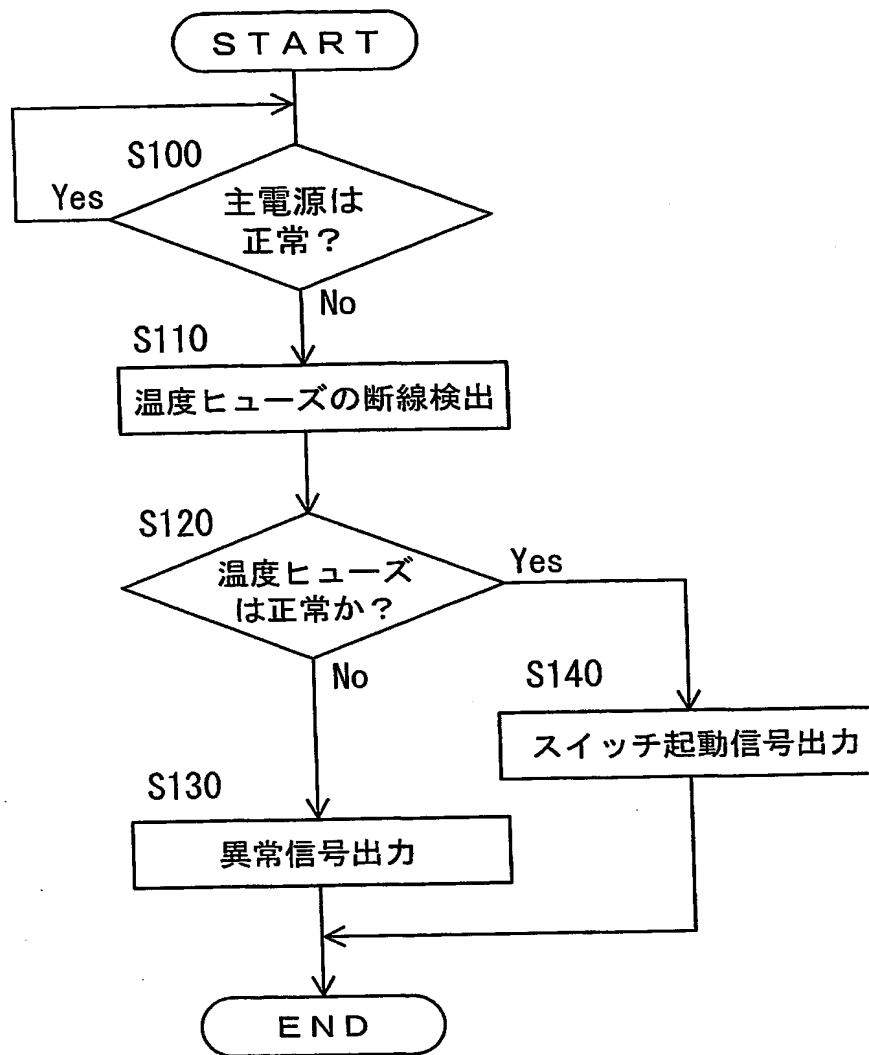 START
S100
Yes
主電源は
正常？
No
S110
温度ヒューズの断線検出
S120
温度ヒューズ
は正常か？
Yes
No
S140
スイッチ起動信号出力
S130
異常信号出力
END